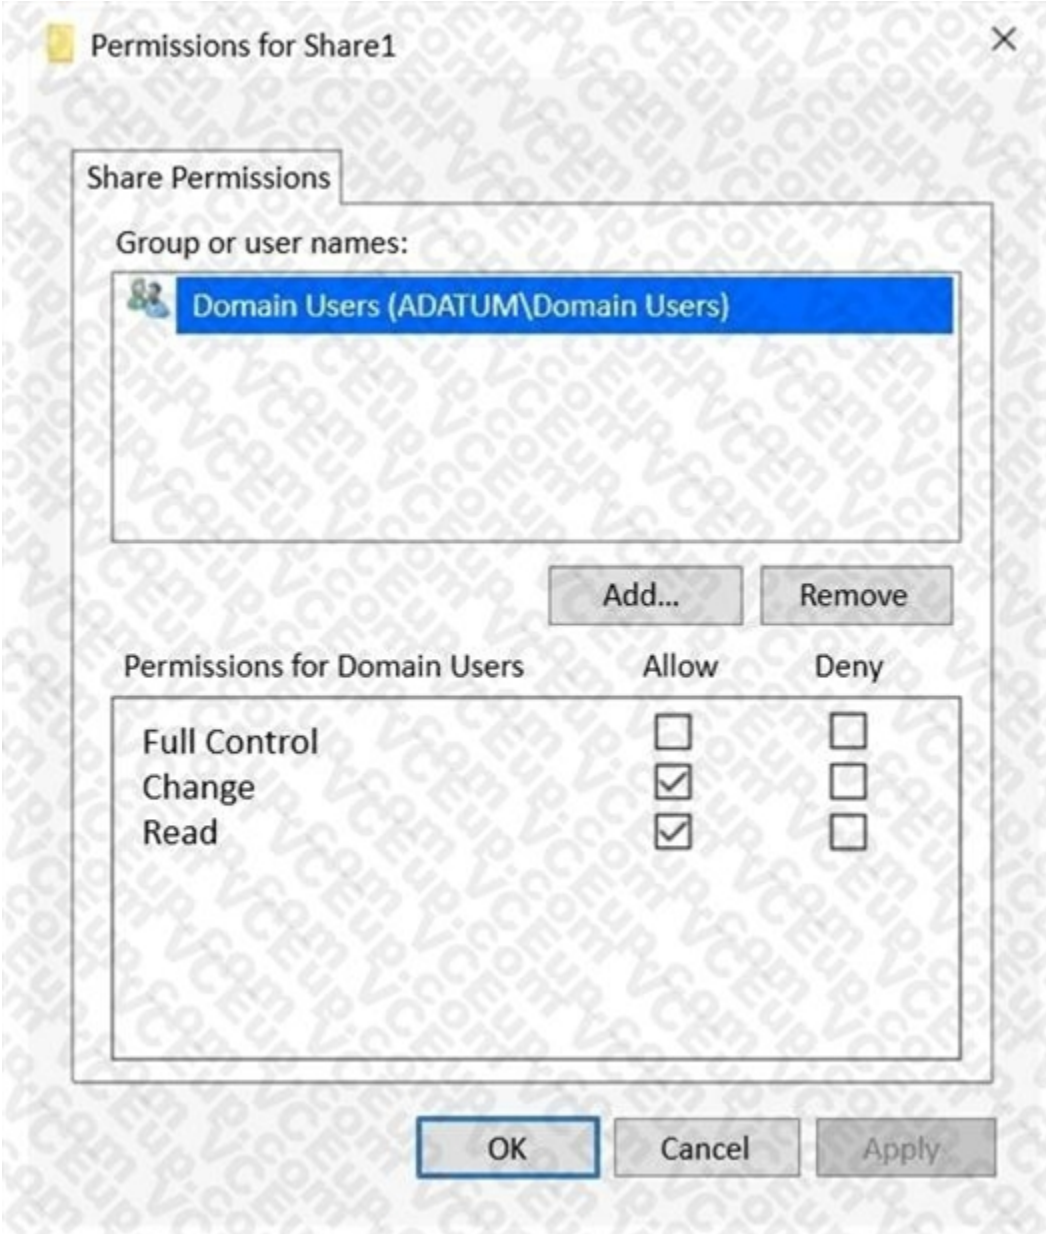 Permissions for Share1
Share Permissions
Group or user names:
Domain Users (ADATUM\Domain Users)
Add...
Remove
Permissions for Domain Users Allow Deny
Full Control
Change
Read
OK
Cancel
Apply